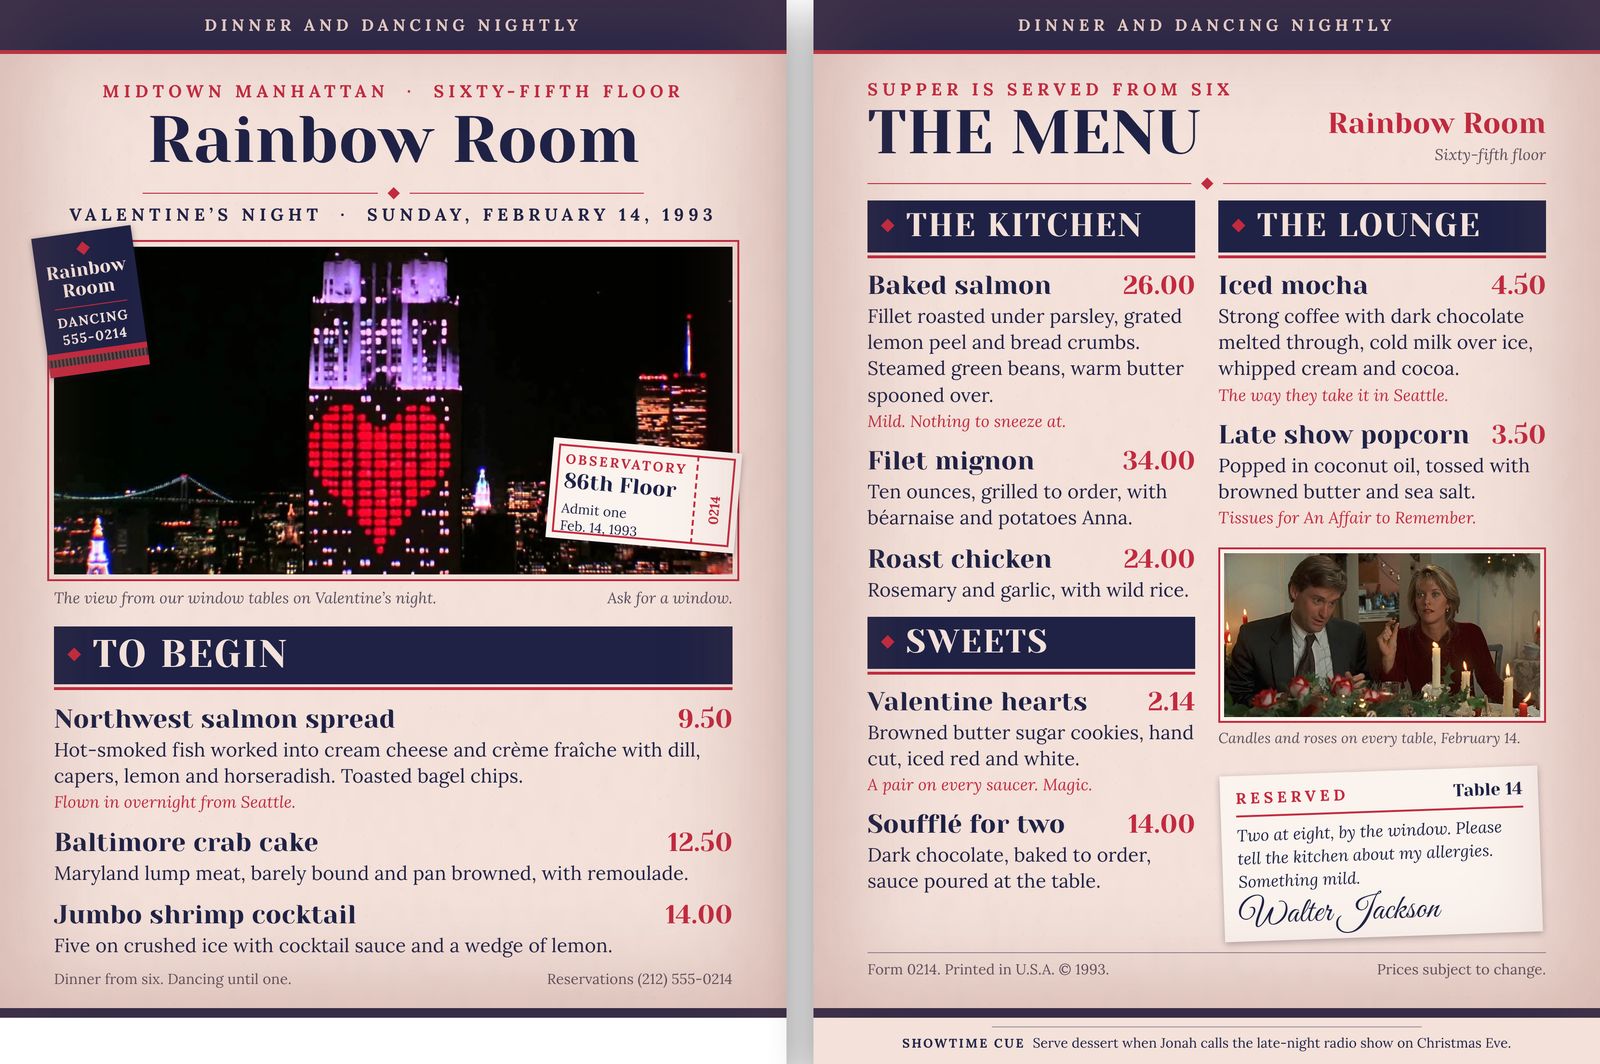 DINNER AND DANCING NIGHTLY
MIDTOWN MANHATTAN · SIXTY-FIFTH FLOOR
Rainbow Room
VALENTINE’S NIGHT · SUNDAY, FEBRUARY 14, 1993
Rainbow
Room
DANCING
555-0214
OBSERVATORY
86th Floor
Admit one
Feb. 14, 1993
0214
The view from our window tables on Valentine’s night.
Ask for a window.
TO BEGIN
Northwest salmon spread 9.50
Hot-smoked fish worked into cream cheese and crème fraîche with dill,
capers, lemon and horseradish. Toasted bagel chips.
Flown in overnight from Seattle.
Baltimore crab cake 12.50
Maryland lump meat, barely bound and pan browned, with remoulade.
Jumbo shrimp cocktail 14.00
Five on crushed ice with cocktail sauce and a wedge of lemon.
Dinner from six. Dancing until one.
Reservations (212) 555-0214
DINNER AND DANCING NIGHTLY
SUPPER IS SERVED FROM SIX
THE MENU
Rainbow Room
Sixty-fifth floor
THE KITCHEN
Baked salmon 26.00
Fillet roasted under parsley, grated
lemon peel and bread crumbs.
Steamed green beans, warm butter
spooned over.
Mild. Nothing to sneeze at.
Filet mignon 34.00
Ten ounces, grilled to order, with
béarnaise and potatoes Anna.
Roast chicken 24.00
Rosemary and garlic, with wild rice.
SWEETS
Valentine hearts 2.14
Browned butter sugar cookies, hand
cut, iced red and white.
A pair on every saucer. Magic.
Soufflé for two 14.00
Dark chocolate, baked to order,
sauce poured at the table.
THE LOUNGE
Iced mocha 4.50
Strong coffee with dark chocolate
melted through, cold milk over ice,
whipped cream and cocoa.
The way they take it in Seattle.
Late show popcorn 3.50
Popped in coconut oil, tossed with
browned butter and sea salt.
Tissues for An Affair to Remember.
Candles and roses on every table, February 14.
RESERVED
Table 14
Two at eight, by the window. Please
tell the kitchen about my allergies.
Something mild.
Walter Jackson
Form 0214. Printed in U.S.A. © 1993.
Prices subject to change.
SHOWTIME CUE Serve dessert when Jonah calls the late-night radio show on Christmas Eve.